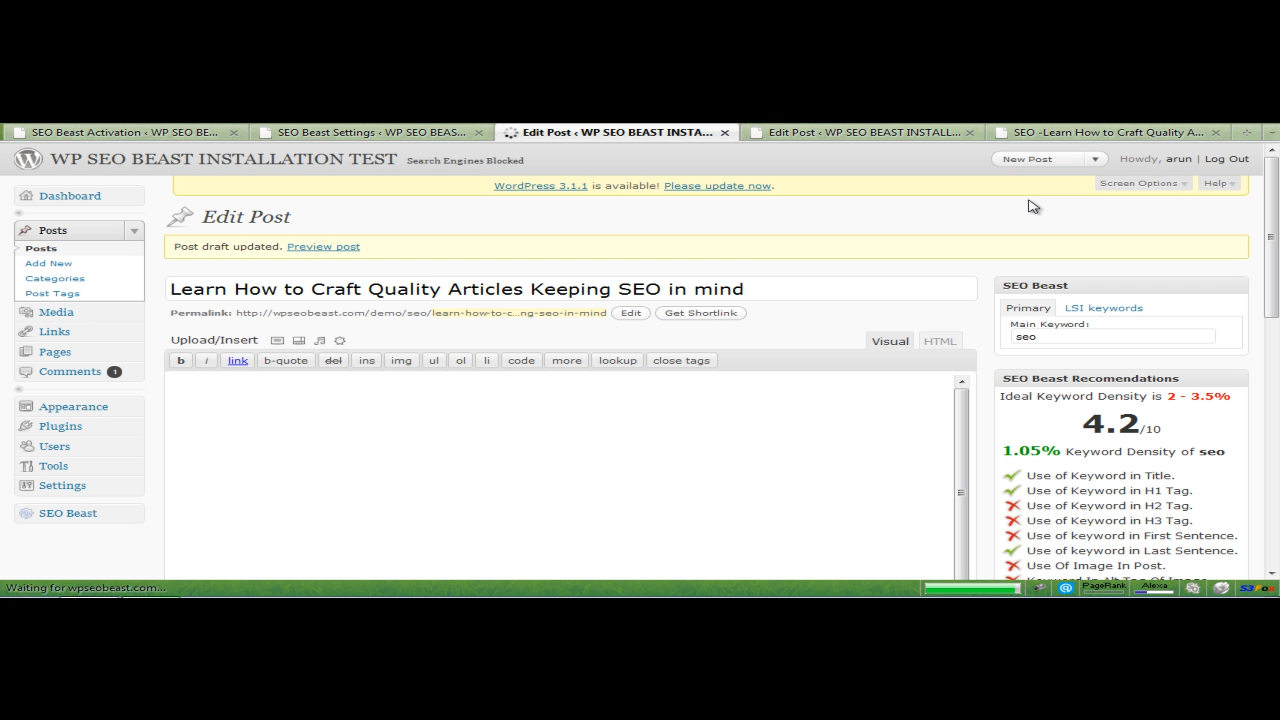 SEO Beast Activation ‹ WP SEO BE...
SEO Beast Settings ‹ WP SEO BEAS...
Edit Post ‹ WP SEO BEAST INSTA...
Edit Post ‹ WP SEO BEAST INSTALL...
SEO -Learn How to Craft Quality A...
WP SEO BEAST INSTALLATION TEST Search Engines Blocked
New Post
Howdy, arun | Log Out
WordPress 3.1.1 is available! Please update now.
Screen Options Help
Dashboard
Posts
Posts
Add New
Categories
Post Tags
Media
Links
Pages
Comments 1
Appearance
Plugins
Users
Tools
Settings
SEO Beast
Edit Post
Post draft updated. Preview post
Learn How to Craft Quality Articles Keeping SEO in mind
Permalink: http://wpseobeast.com/demo/seo/learn-how-to-c...ng-seo-in-mind Edit Get Shortlink
Upload/Insert
Visual HTML
b i link b-quote del ins img ul ol li code more lookup close tags
SEO Beast
Primary LSI keywords
Main Keyword:
seo
SEO Beast Recomendations
Ideal Keyword Density is 2 - 3.5%
4.2/10
1.05% Keyword Density of seo
Use of Keyword in Title.
Use of Keyword in H1 Tag.
Use of Keyword in H2 Tag.
Use of Keyword in H3 Tag.
Use of keyword in First Sentence.
Use of keyword in Last Sentence.
Use Of Image In Post.
Keyword In Alt Tag Of Image
Waiting for wpseobeast.com...
PageRank
Alexa
S3Fox